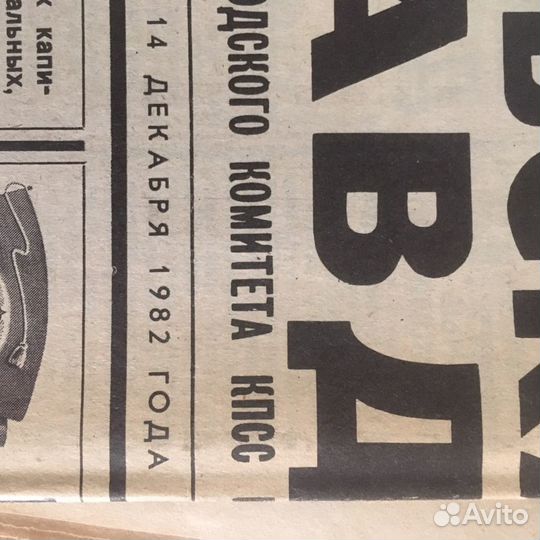 АВД
ОДСКОГО КОМИТЕТА КПСС
14 ДЕКАБРЯ 1982 ГОДА
к капи-
альных,
Avito